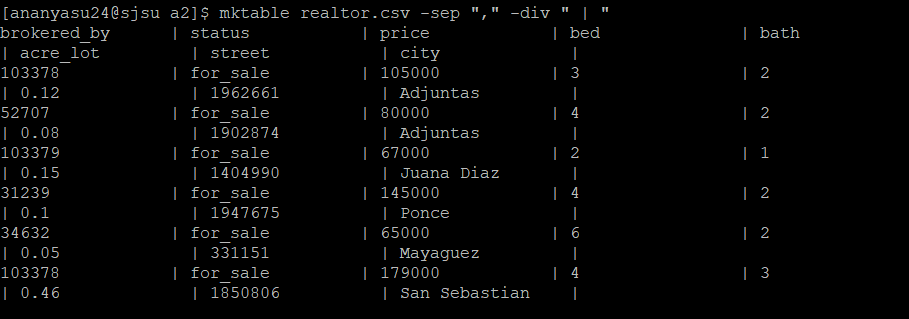 [ananyasu24@sjsu a2]$ mktable realtor.csv -sep "," -div " | "
brokered_by | status | price | bed | bath
| acre_lot | street | city |
103378 | for_sale | 105000 | 3 | 2
| 0.12 | 1962661 | Adjuntas |
52707 | for_sale | 80000 | 4 | 2
| 0.08 | 1902874 | Adjuntas |
103379 | for_sale | 67000 | 2 | 1
| 0.15 | 1404990 | Juana Diaz |
31239 | for_sale | 145000 | 4 | 2
| 0.1 | 1947675 | Ponce |
34632 | for_sale | 65000 | 6 | 2
| 0.05 | 331151 | Mayaguez |
103378 | for_sale | 179000 | 4 | 3
| 0.46 | 1850806 | San Sebastian |